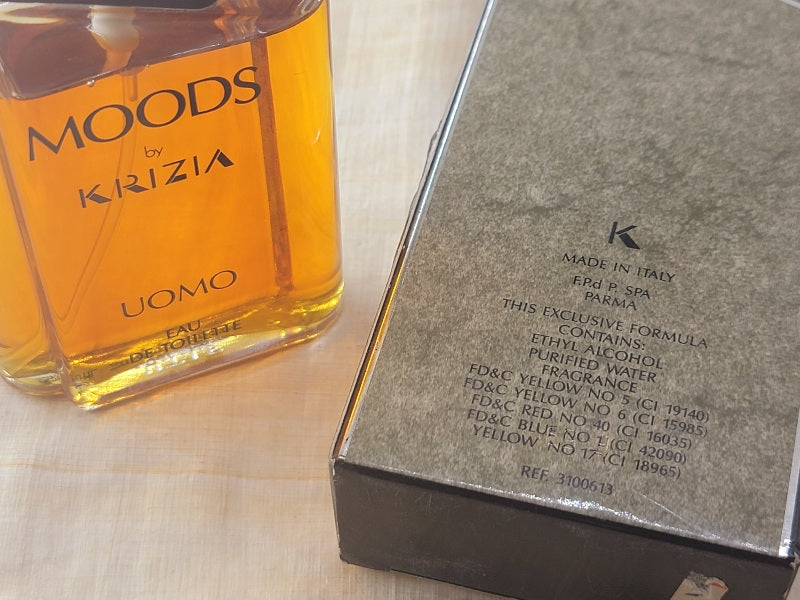 MOODS
by
KRIZIA
UOMO
EAU
DE TOILETTE
K
MADE IN ITALY
F.P.d P. SPA
PARMA
THIS EXCLUSIVE FORMULA
CONTAINS:
ETHYL ALCOHOL
PURIFIED WATER
FRAGRANCE
FD&C YELLOW NO 5 (CI 19140)
FD&C YELLOW NO 6 (CI 15985)
FD&C RED NO 40 (CI 16035)
FD&C BLUE NO 1 (CI 42090)
YELLOW NO 17 (CI 18965)
REF. 3100613